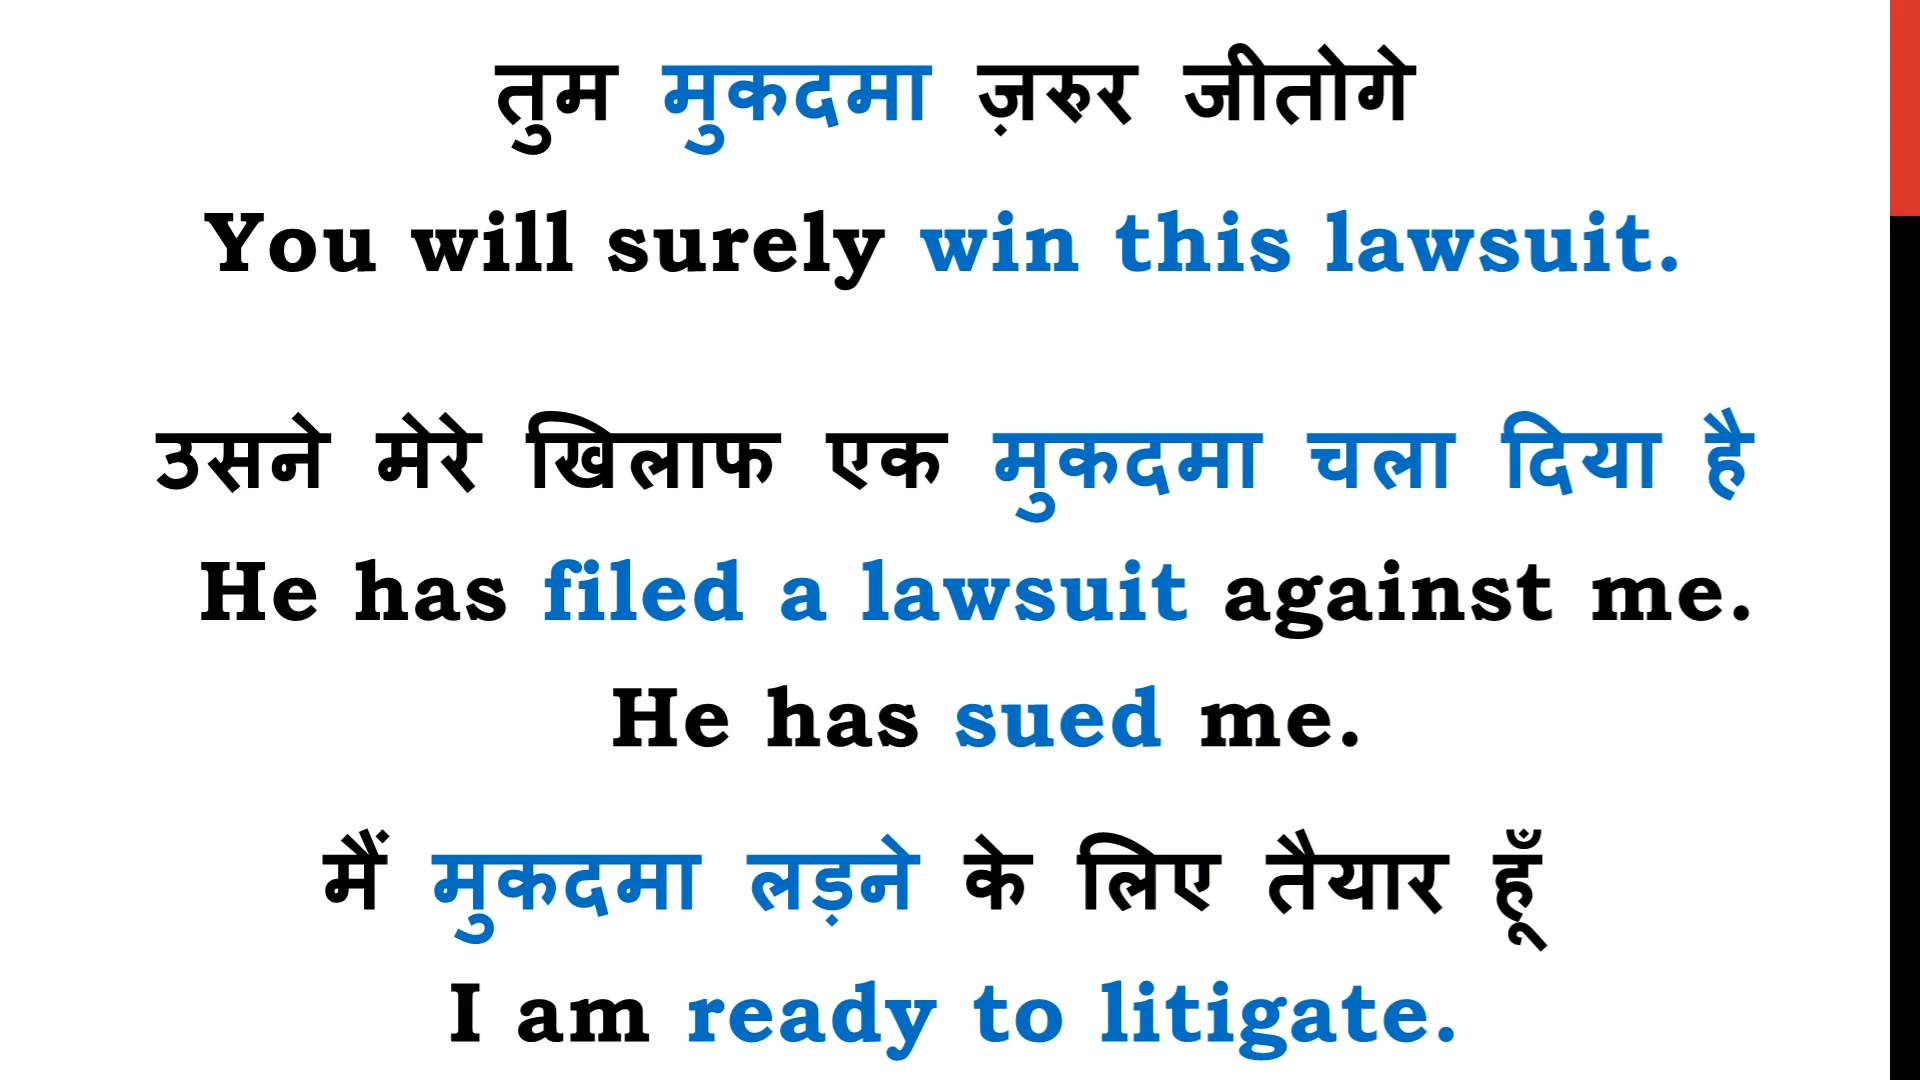 तुम मुकदमा ज़रुर जीतोगे
You will surely win this lawsuit.
उसने मेरे खिलाफ एक मुकदमा चला दिया है
He has filed a lawsuit against me.
He has sued me.
मैं मुकदमा लड़ने के लिए तैयार हूँ
I am ready to litigate.